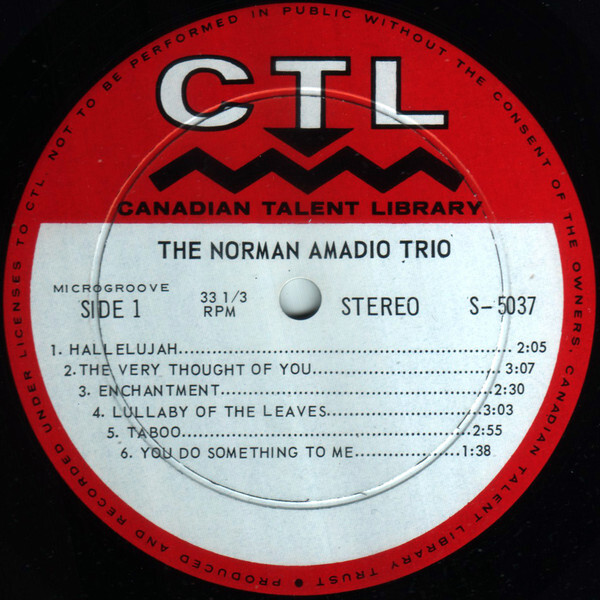 PRODUCED AND RECORDED UNDER LICENSES TO CTL NOT TO BE PERFORMED IN PUBLIC WITHOUT THE CONSENT OF THE OWNERS, CANADIAN TALENT LIBRARY TRUST.
CTL
CANADIAN TALENT LIBRARY
THE NORMAN AMADIO TRIO
MICROGROOVE
SIDE 1 33 1/3 RPM STEREO S-5037
1. HALLELUJAH 2:05
2. THE VERY THOUGHT OF YOU 3:07
3. ENCHANTMENT 2:30
4. LULLABY OF THE LEAVES 3:03
5. TABOO 2:55
6. YOU DO SOMETHING TO ME 1:38